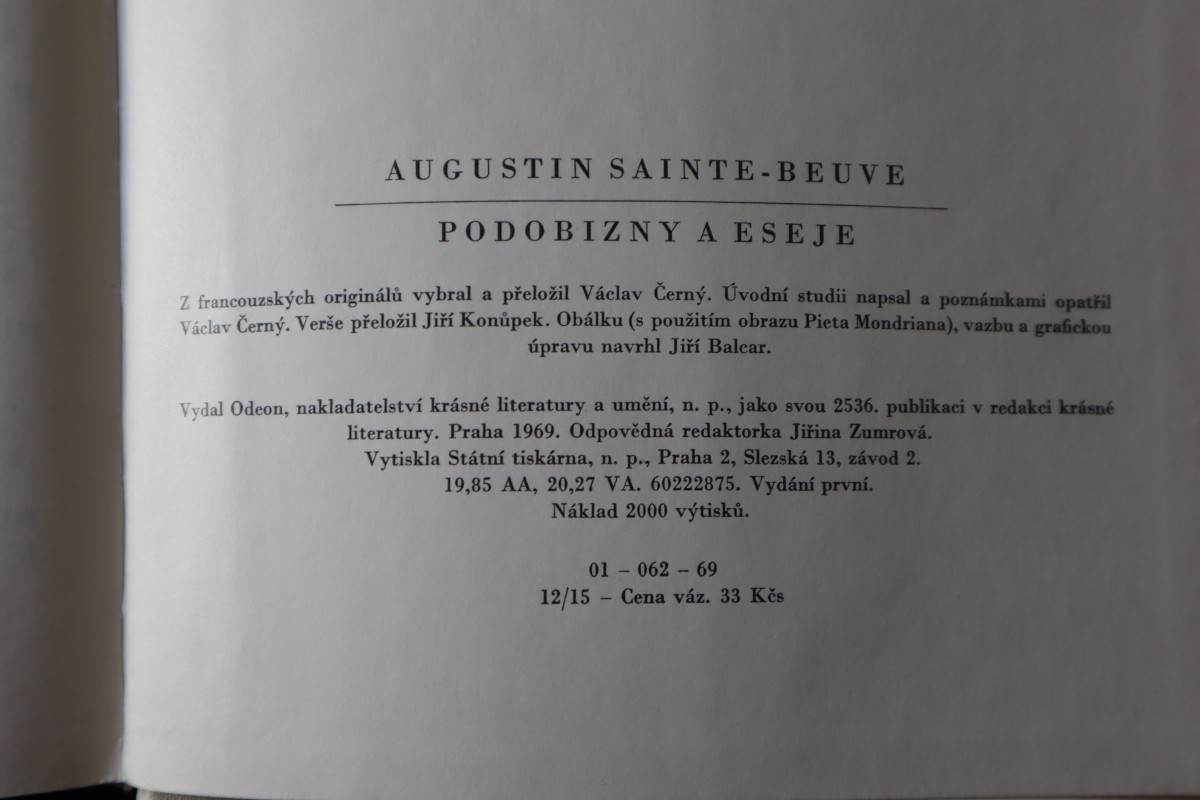 AUGUSTIN SAINTE-BEUVE
PODOBIZNY A ESEJE
Z francouzských originálů vybral a přeložil Václav Černý. Úvodní studii napsal a poznámkami opatřil
Václav Černý. Verše přeložil Jiří Konůpek. Obálku (s použitím obrazu Pieta Mondriana), vazbu a grafickou
úpravu navrhl Jiří Balcar.
Vydal Odeon, nakladatelství krásné literatury a umění, n. p., jako svou 2536. publikaci v redakci krásné
literatury. Praha 1969. Odpovědná redaktorka Jiřina Zumrová.
Vytiskla Státní tiskárna, n. p., Praha 2, Slezská 13, závod 2.
19,85 AA, 20,27 VA. 60222875. Vydání první.
Náklad 2000 výtisků.
01 – 062 – 69
12/15 – Cena váz. 33 Kčs